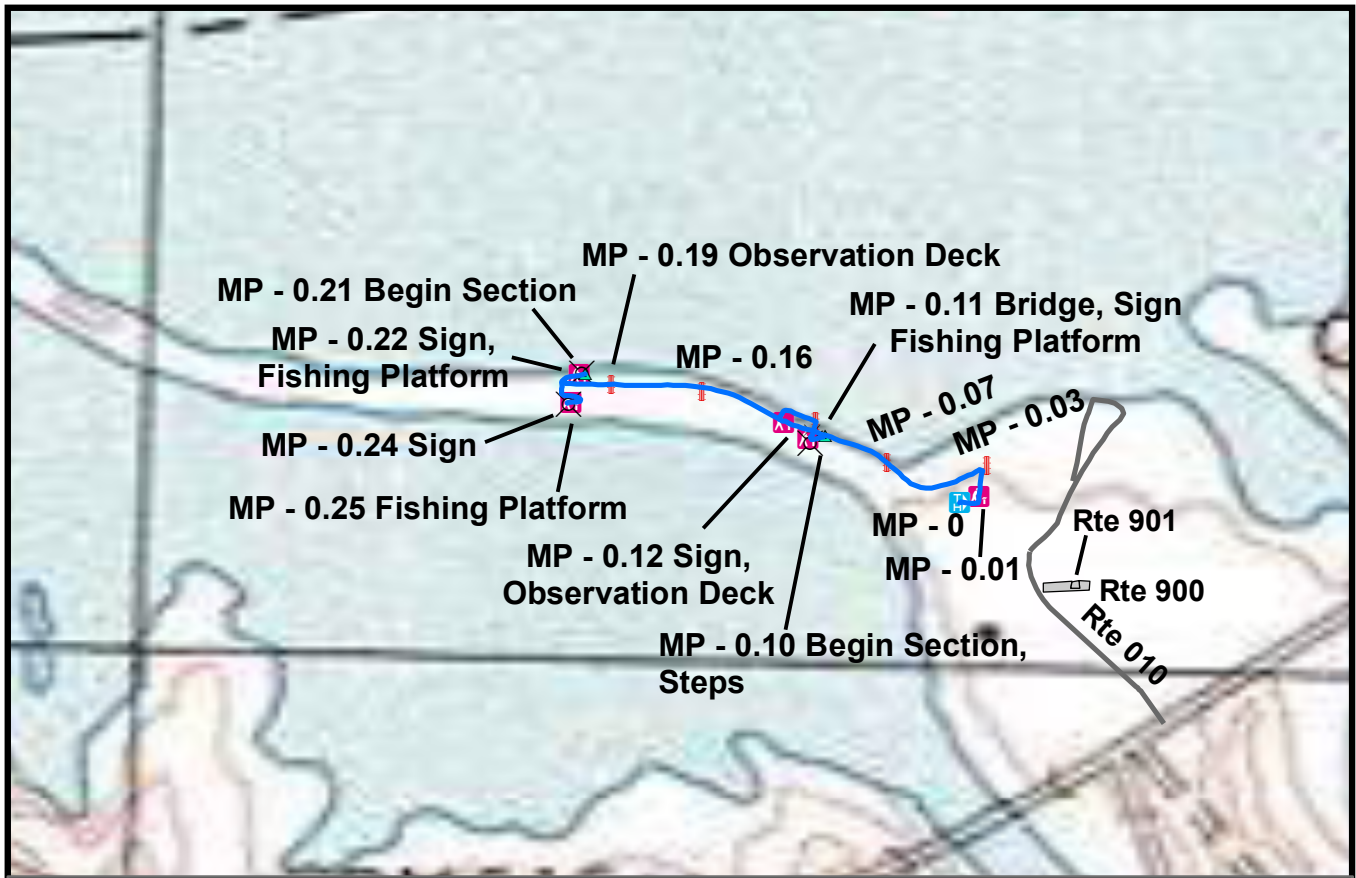 MP - 0.19 Observation Deck
MP - 0.21 Begin Section
MP - 0.11 Bridge, Sign
Fishing Platform
MP - 0.22 Sign,
Fishing Platform
MP - 0.16
MP - 0.07
MP - 0.03
MP - 0.24 Sign
MP - 0.25 Fishing Platform
MP - 0
Rte 901
MP - 0.12 Sign,
Observation Deck
MP - 0.01
Rte 900
Rte 010
MP - 0.10 Begin Section,
Steps
TH